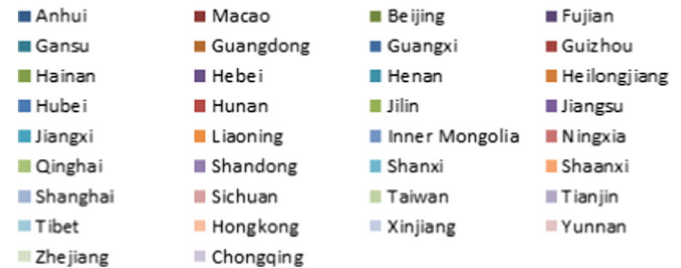 Anhui Macao Beijing Fujian
Gansu Guangdong Guangxi Guizhou
Hainan Hebei Henan Heilongjiang
Hubei Hunan Jilin Jiangsu
Jiangxi Liaoning Inner Mongolia Ningxia
Qinghai Shandong Shanxi Shaanxi
Shanghai Sichuan Taiwan Tianjin
Tibet Hongkong Xinjiang Yunnan
Zhejiang Chongqing